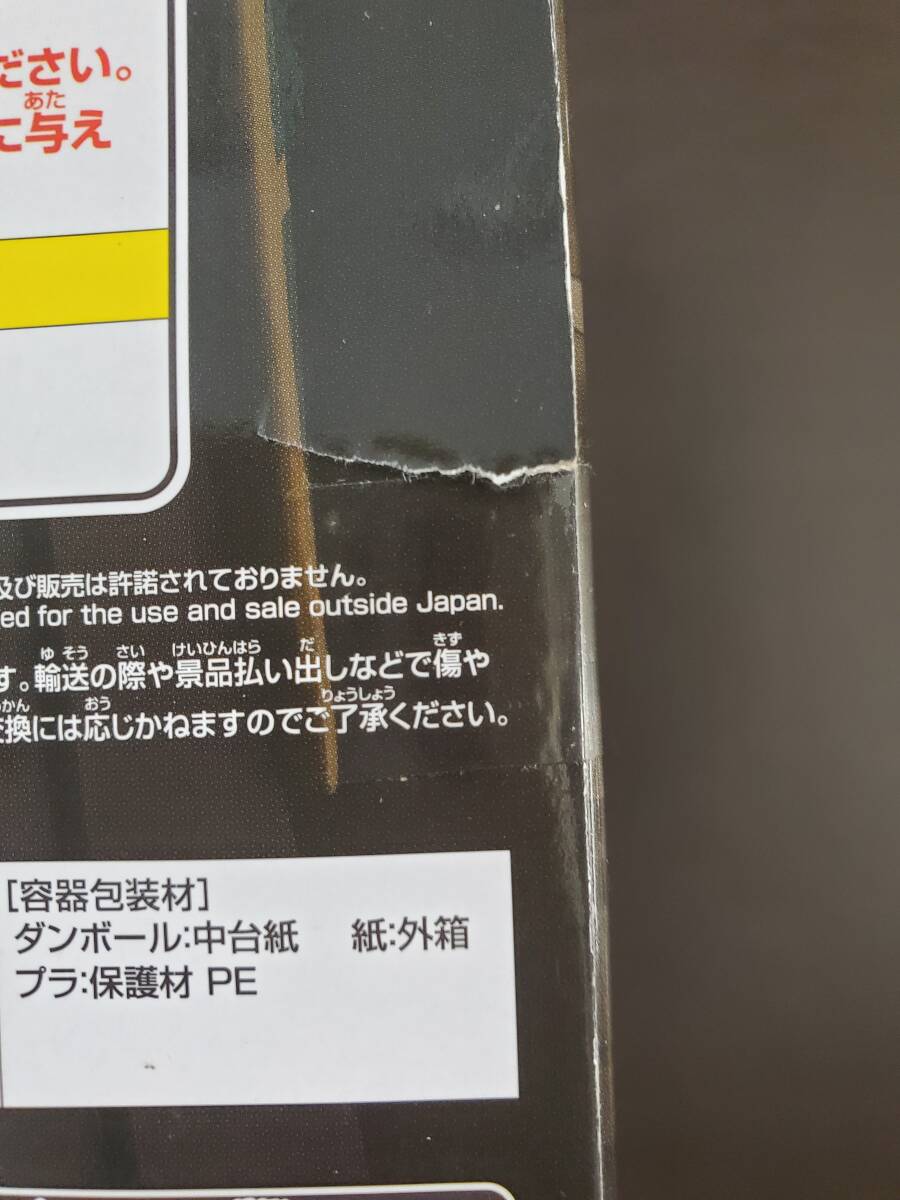 ださい。
あた
に与え
及び販売は許諾されておりません。
ed for the use and sale outside Japan.
ゆ そう さい けいひんはら だ きず
す。輸送の際や景品払い出しなどで傷や
かん おう りょうしょう
交換には応じかねますのでご了承ください。
[容器包装材]
ダンボール:中台紙 紙:外箱
プラ:保護材 PE